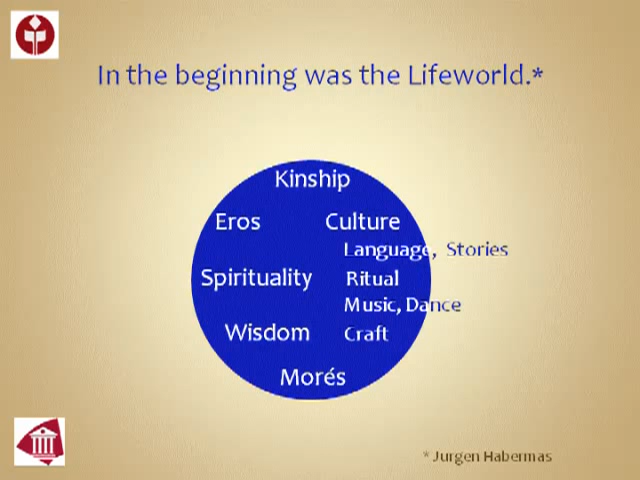 In the beginning was the Lifeworld.*
Kinship
Eros
Culture
Language, Stories
Spirituality
Ritual
Music, Dance
Wisdom
Craft
Morés
* Jurgen Habermas